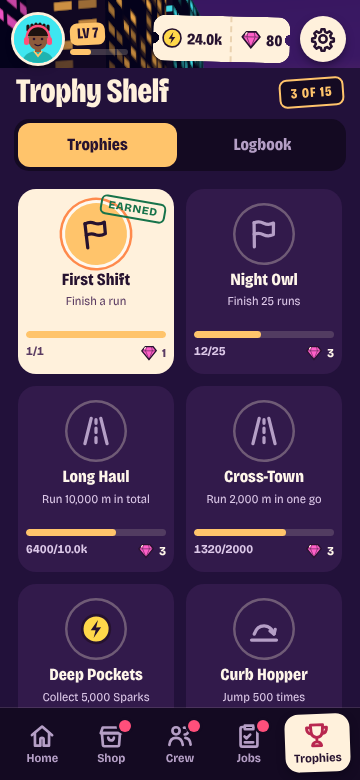 LV 7
24.0k
80
Trophy Shelf
3 OF 15
Trophies
Logbook
EARNED
First Shift
Finish a run
1/1
1
Night Owl
Finish 25 runs
12/25
3
Long Haul
Run 10,000 m in total
6400/10.0k
3
Cross-Town
Run 2,000 m in one go
1320/2000
3
Deep Pockets
Collect 5,000 Sparks
Curb Hopper
Jump 500 times
Home
Shop
Crew
Jobs
Trophies